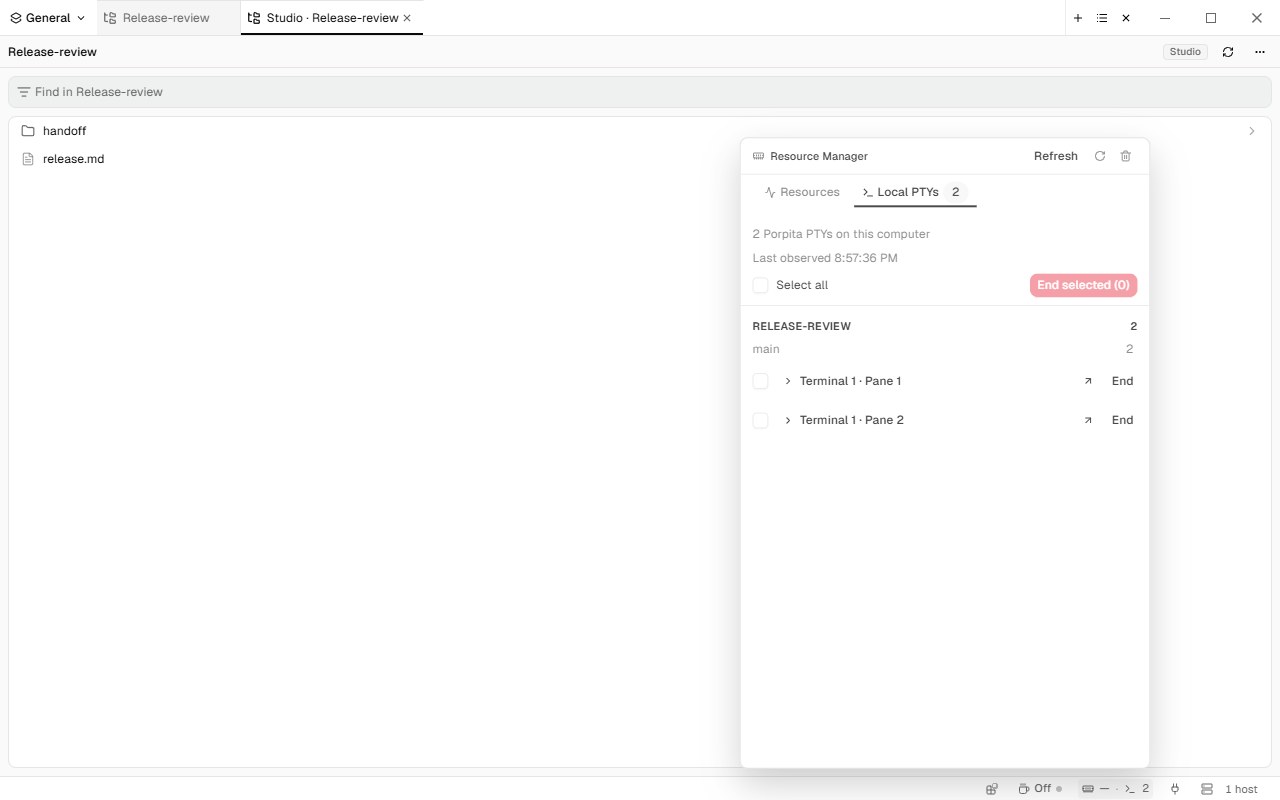 General
Release-review
Studio · Release-review
Release-review
Studio
Find in Release-review
handoff
release.md
Resource Manager
Refresh
Resources
Local PTYs 2
2 Porpita PTYs on this computer
Last observed 8:57:36 PM
Select all
End selected (0)
RELEASE-REVIEW 2
main 2
Terminal 1 · Pane 1 End
Terminal 1 · Pane 2 End
Off
— · 2
1 host